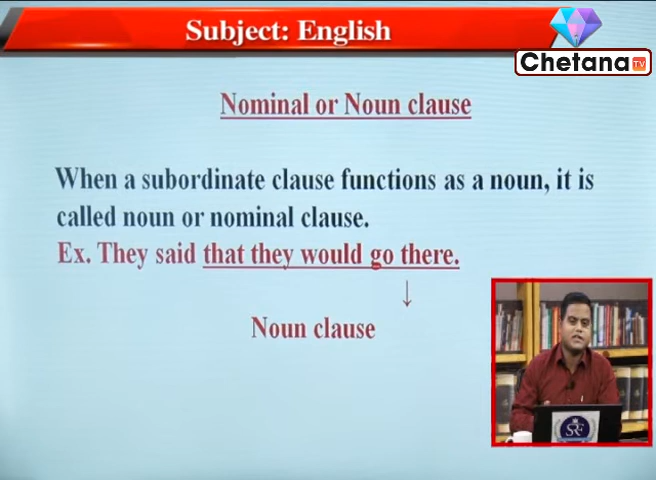 Subject: English
Chetana TV
Nominal or Noun clause
When a subordinate clause functions as a noun, it is
called noun or nominal clause.
Ex. They said that they would go there.
↓
Noun clause
SRF